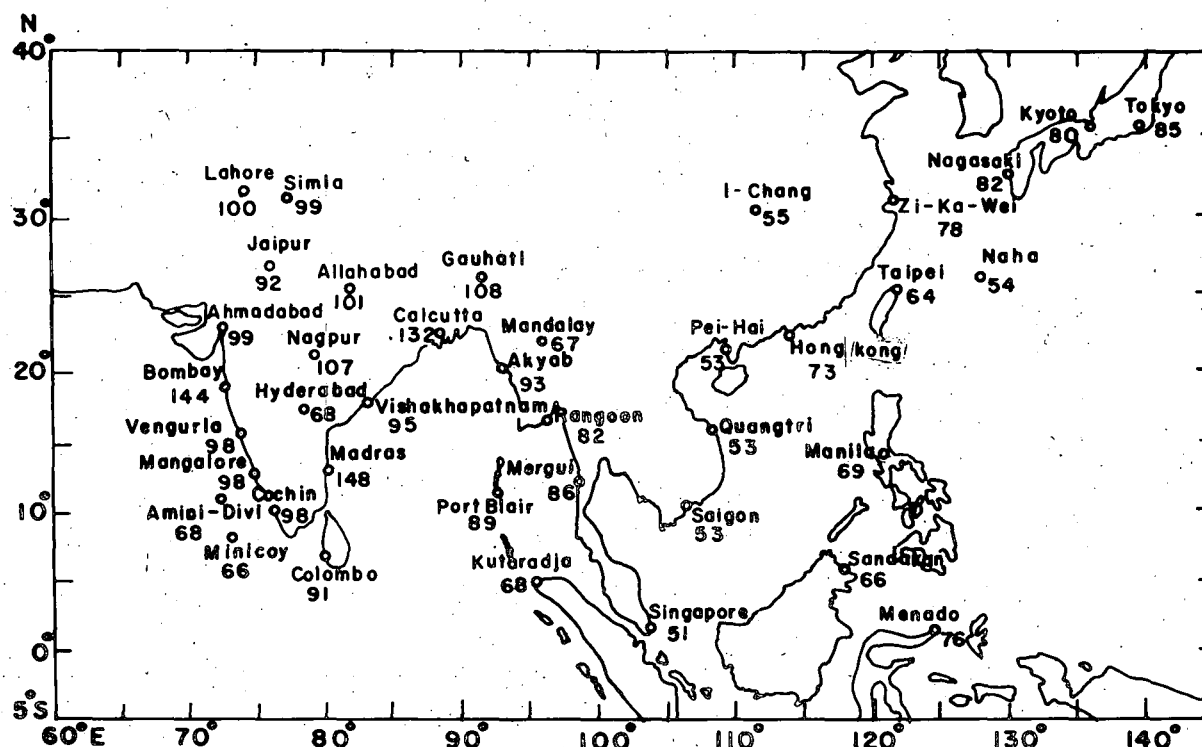 N
40°
Kyoto
80
Tokyo
85
Lahore
100
Simla
99
Nagasaki
82
I-Chang
55
30°
Zi-Ka-Wei
78
Jaipur
92
Allahabad
101
Gauhati
108
Taipei
64
Naha
54
Ahmadabad
99
Nagpur
107
Calcutta
132
Mandalay
67
Pei-Hai
53
Hong kong
73
20°
Bombay
144
Hyderabad
68
Akyab
93
Vishakhapatnam
95
Rangoon
82
Vengurla
98
Quangtri
53
Mangalore
98
Madras
148
Mergui
86
Manila
69
10°
Cochin
98
Amini-Divi
68
Port Blair
89
Saigon
53
Minicoy
66
Colombo
91
Kutaradja
68
Sandakan
66
Singapore
51
Menado
76
0°
5°S
60°E
70°
80°
90°
100°
110°
120°
130°
140°